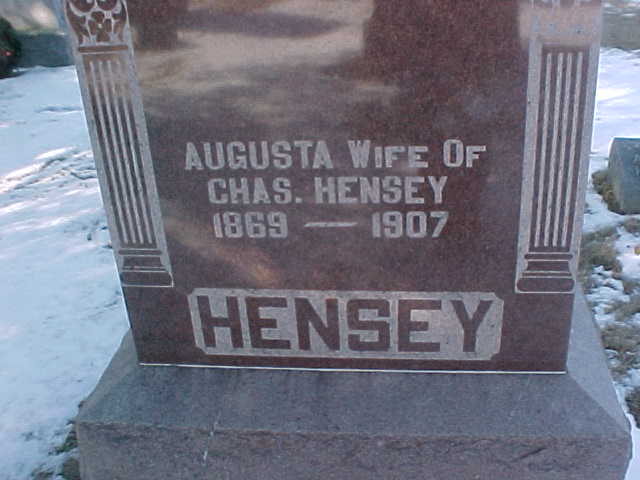 AUGUSTA WIFE OF
CHAS. HENSEY
1869 — 1907
HENSEY